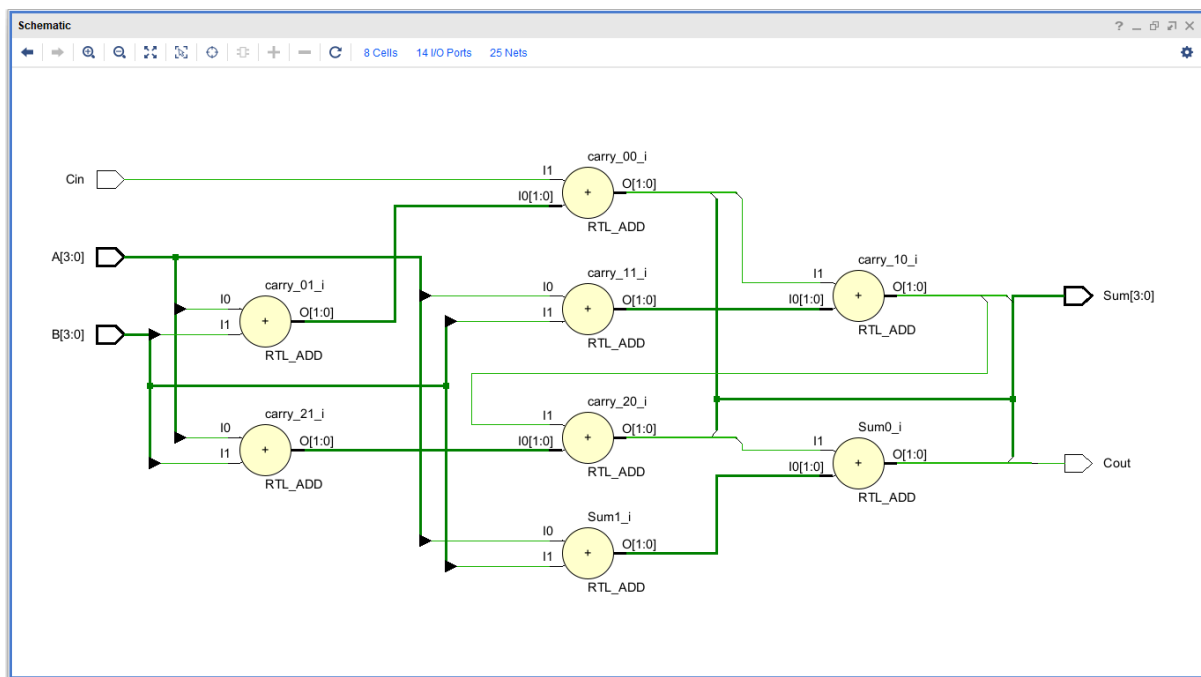 Schematic
8 Cells 14 I/O Ports 25 Nets
carry_00_i
Cin
I1
O[1:0]
I0[1:0]
+
RTL_ADD
A[3:0]
carry_11_i
carry_10_i
carry_01_i
I1
O[1:0]
I0
O[1:0]
I0[1:0]
+
Sum[3:0]
I0
O[1:0]
I1
+
RTL_ADD
B[3:0]
I1
+
RTL_ADD
RTL_ADD
carry_21_i
carry_20_i
I1
O[1:0]
Sum0_i
I0
O[1:0]
I0[1:0]
+
I1
O[1:0]
I1
+
RTL_ADD
I0[1:0]
+
Cout
RTL_ADD
RTL_ADD
Sum1_i
I0
O[1:0]
I1
+
RTL_ADD